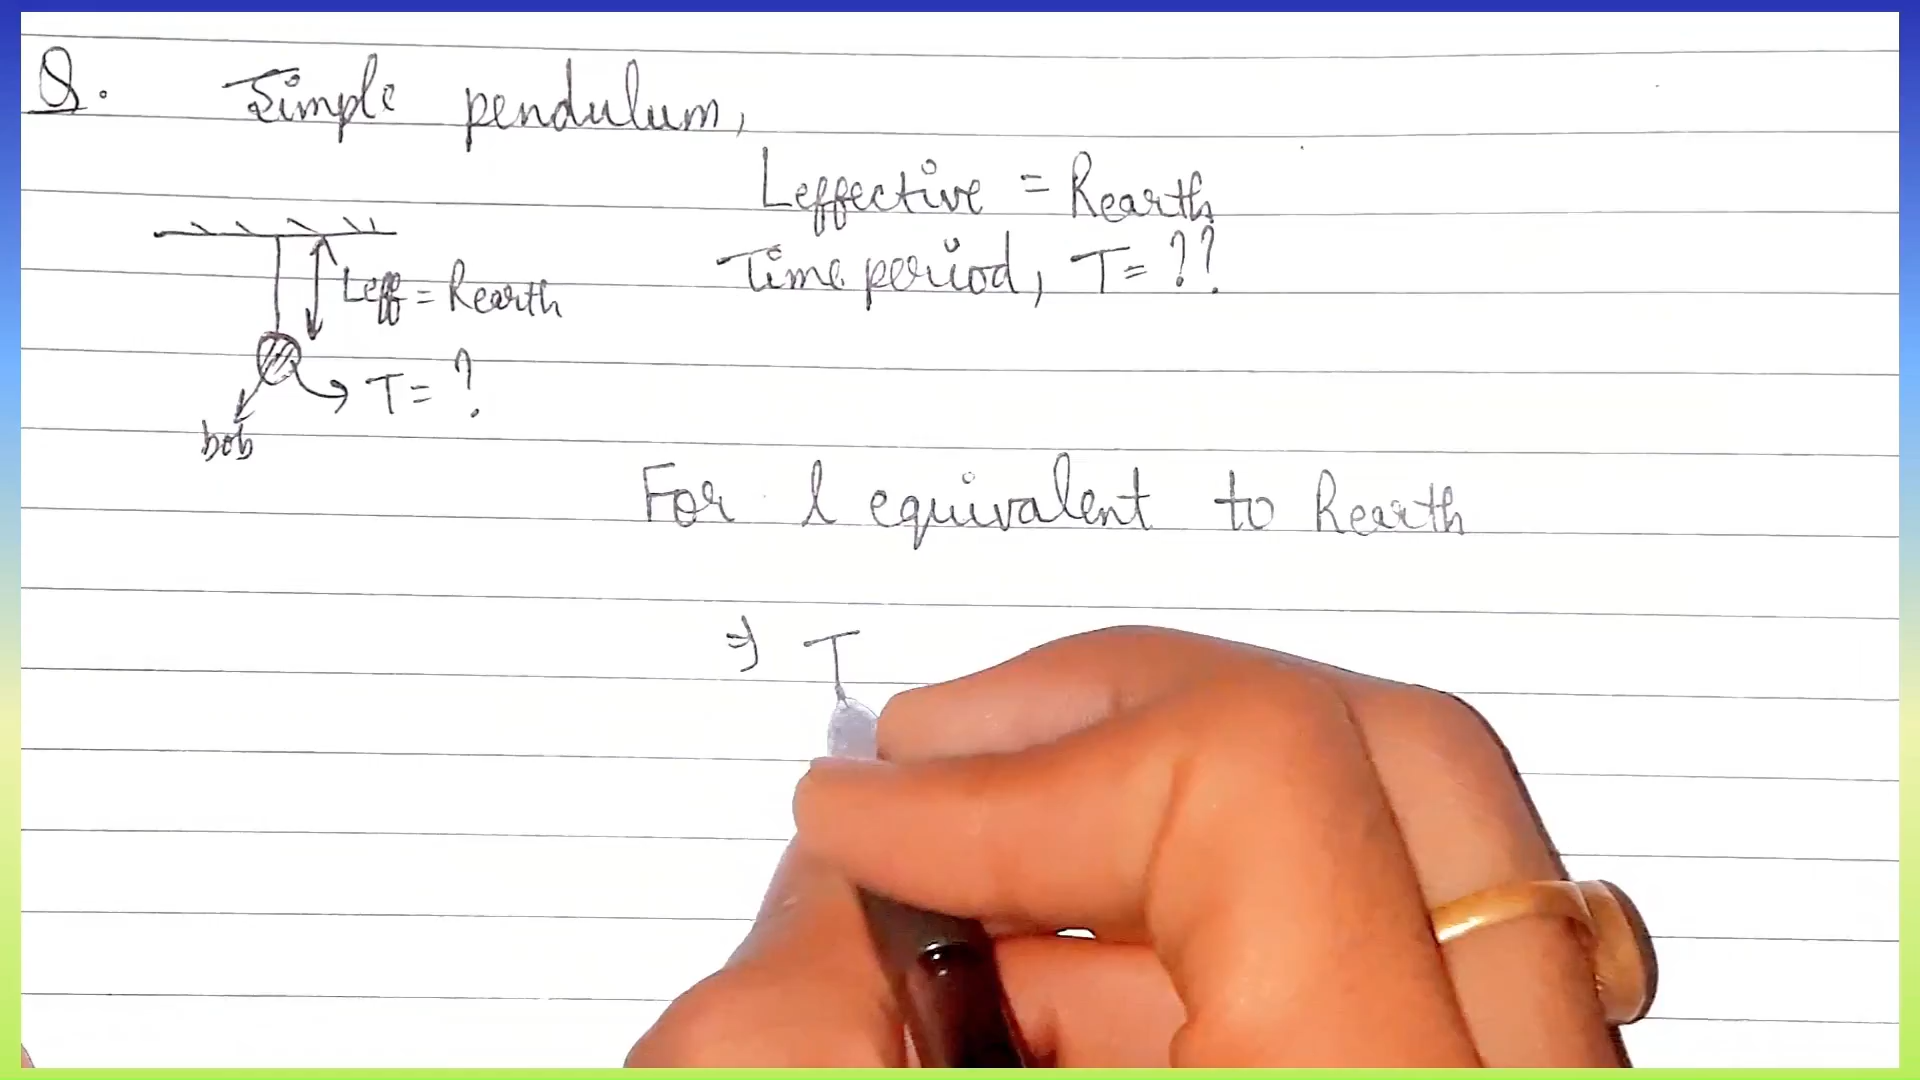 Q. Simple pendulum,
Leffective = Rearth
Time period, T = ??
Leff = Rearth
T = ?
bob
For l equivalent to Rearth
⇒ T